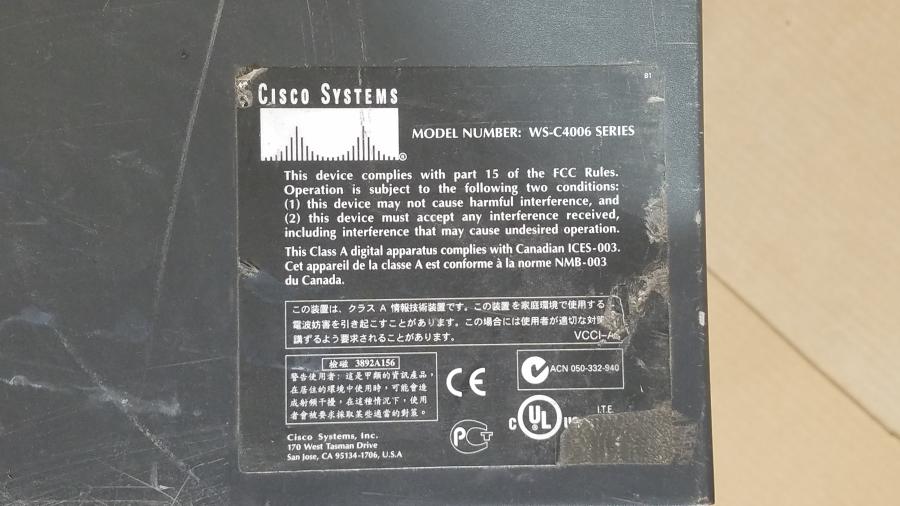 B1
CISCO SYSTEMS
®
MODEL NUMBER: WS-C4006 SERIES
This device complies with part 15 of the FCC Rules.
Operation is subject to the following two conditions:
(1) this device may not cause harmful interference, and
(2) this device must accept any interference received,
including interference that may cause undesired operation.
This Class A digital apparatus complies with Canadian ICES-003.
Cet appareil de la classe A est conforme à la norme NMB-003
du Canada.
この装置は、クラス A 情報技術装置です。この装置を家庭環境で使用する
電波妨害を引き起こすことがあります。この場合には使用者が適切な対策
講ずるよう要求されることがあります。
VCCI-A
檢磁 3892A156
警告使用者: 這是甲類的資訊產品,
在居住的環境中使用時, 可能會造
成射頻干擾, 在這種情況下, 使用
者會被要求採取某些適當的對策。
CE
ACN 050-332-940
C UL US
I.T.E.
PCT
Cisco Systems, Inc.
170 West Tasman Drive
San Jose, CA 95134-1706, U.S.A